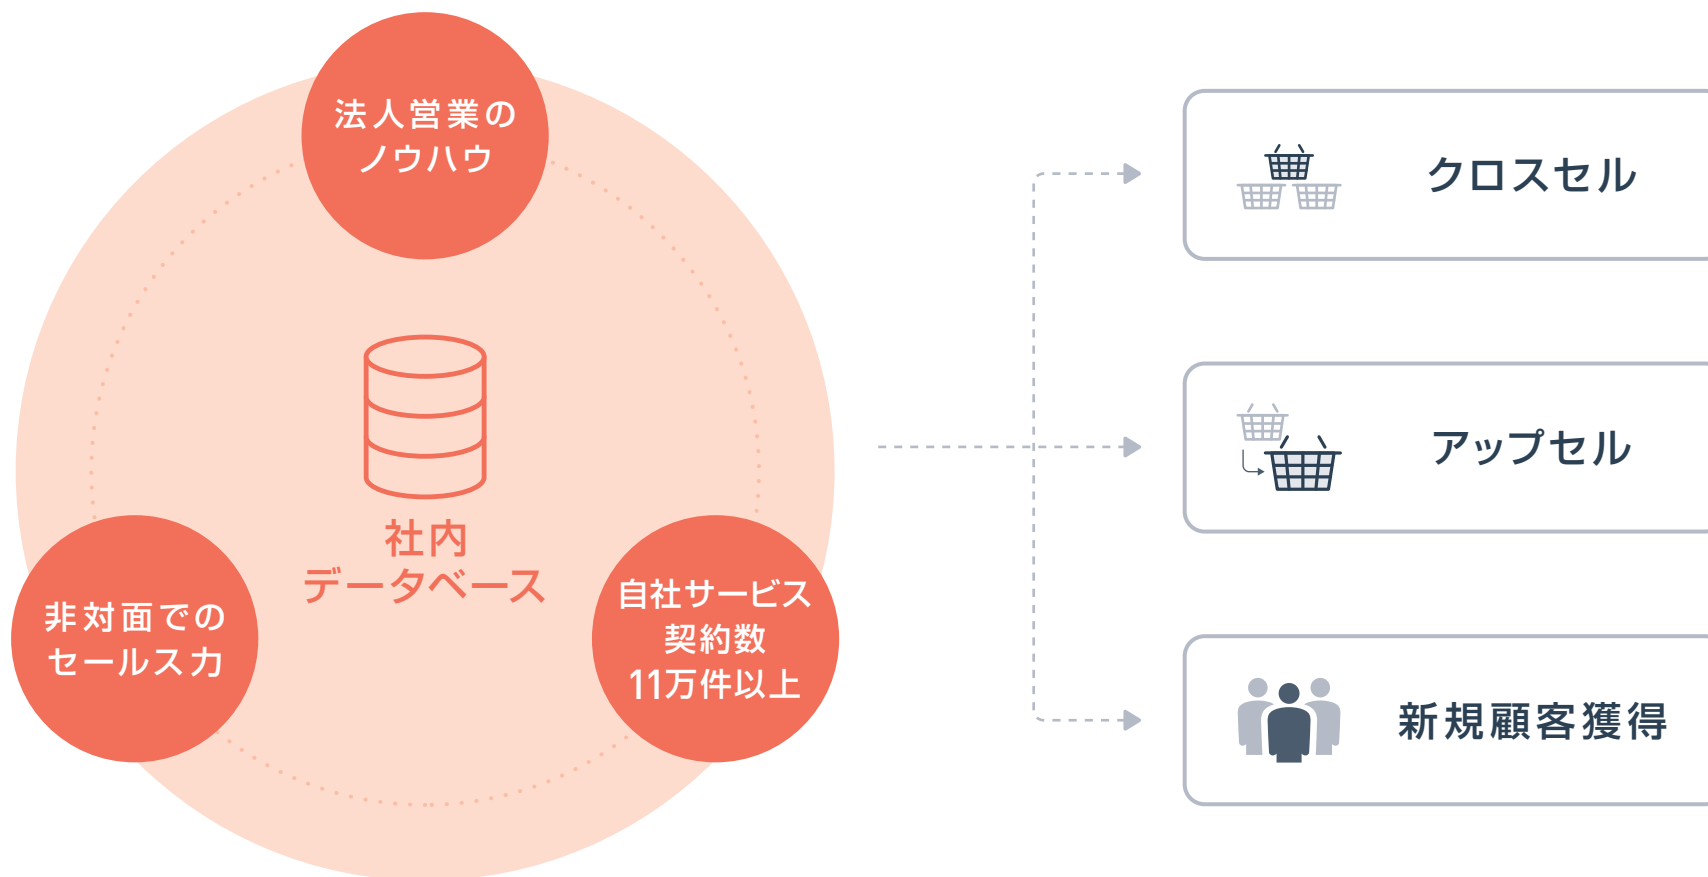 法人営業の
ノウハウ
社内
データベース
非対面での
セールス力
自社サービス
契約数
11万件以上
クロスセル
アップセル
新規顧客獲得